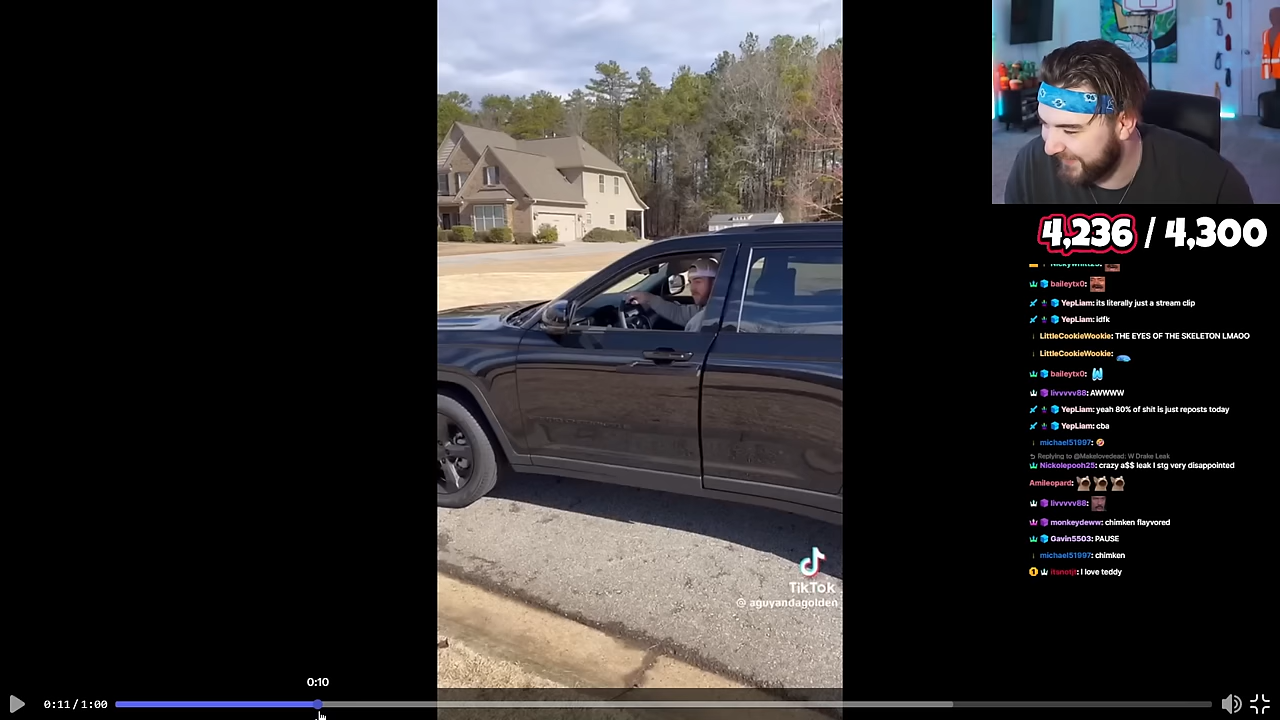 4,236 / 4,300
baileytx0:
YepLiam: its literally just a stream clip
YepLiam: idfk
LittleCookieWookie: THE EYES OF THE SKELETON LMAOO
LittleCookieWookie:
baileytx0:
livvvvv88: AWWWW
YepLiam: yeah 80% of shit is just reposts today
YepLiam: cba
michael51997:
Replying to @Makelovedead: W Drake Leak
Nickolepooh25: crazy a$$ leak I stg very disappointed
Amileopard:
livvvvv88:
monkeydeww: chimken flayvored
Gavin5503: PAUSE
michael51997: chimken
itsnotjt: I love teddy
TikTok
@ aguyandagolden
0:10
0:11 / 1:00